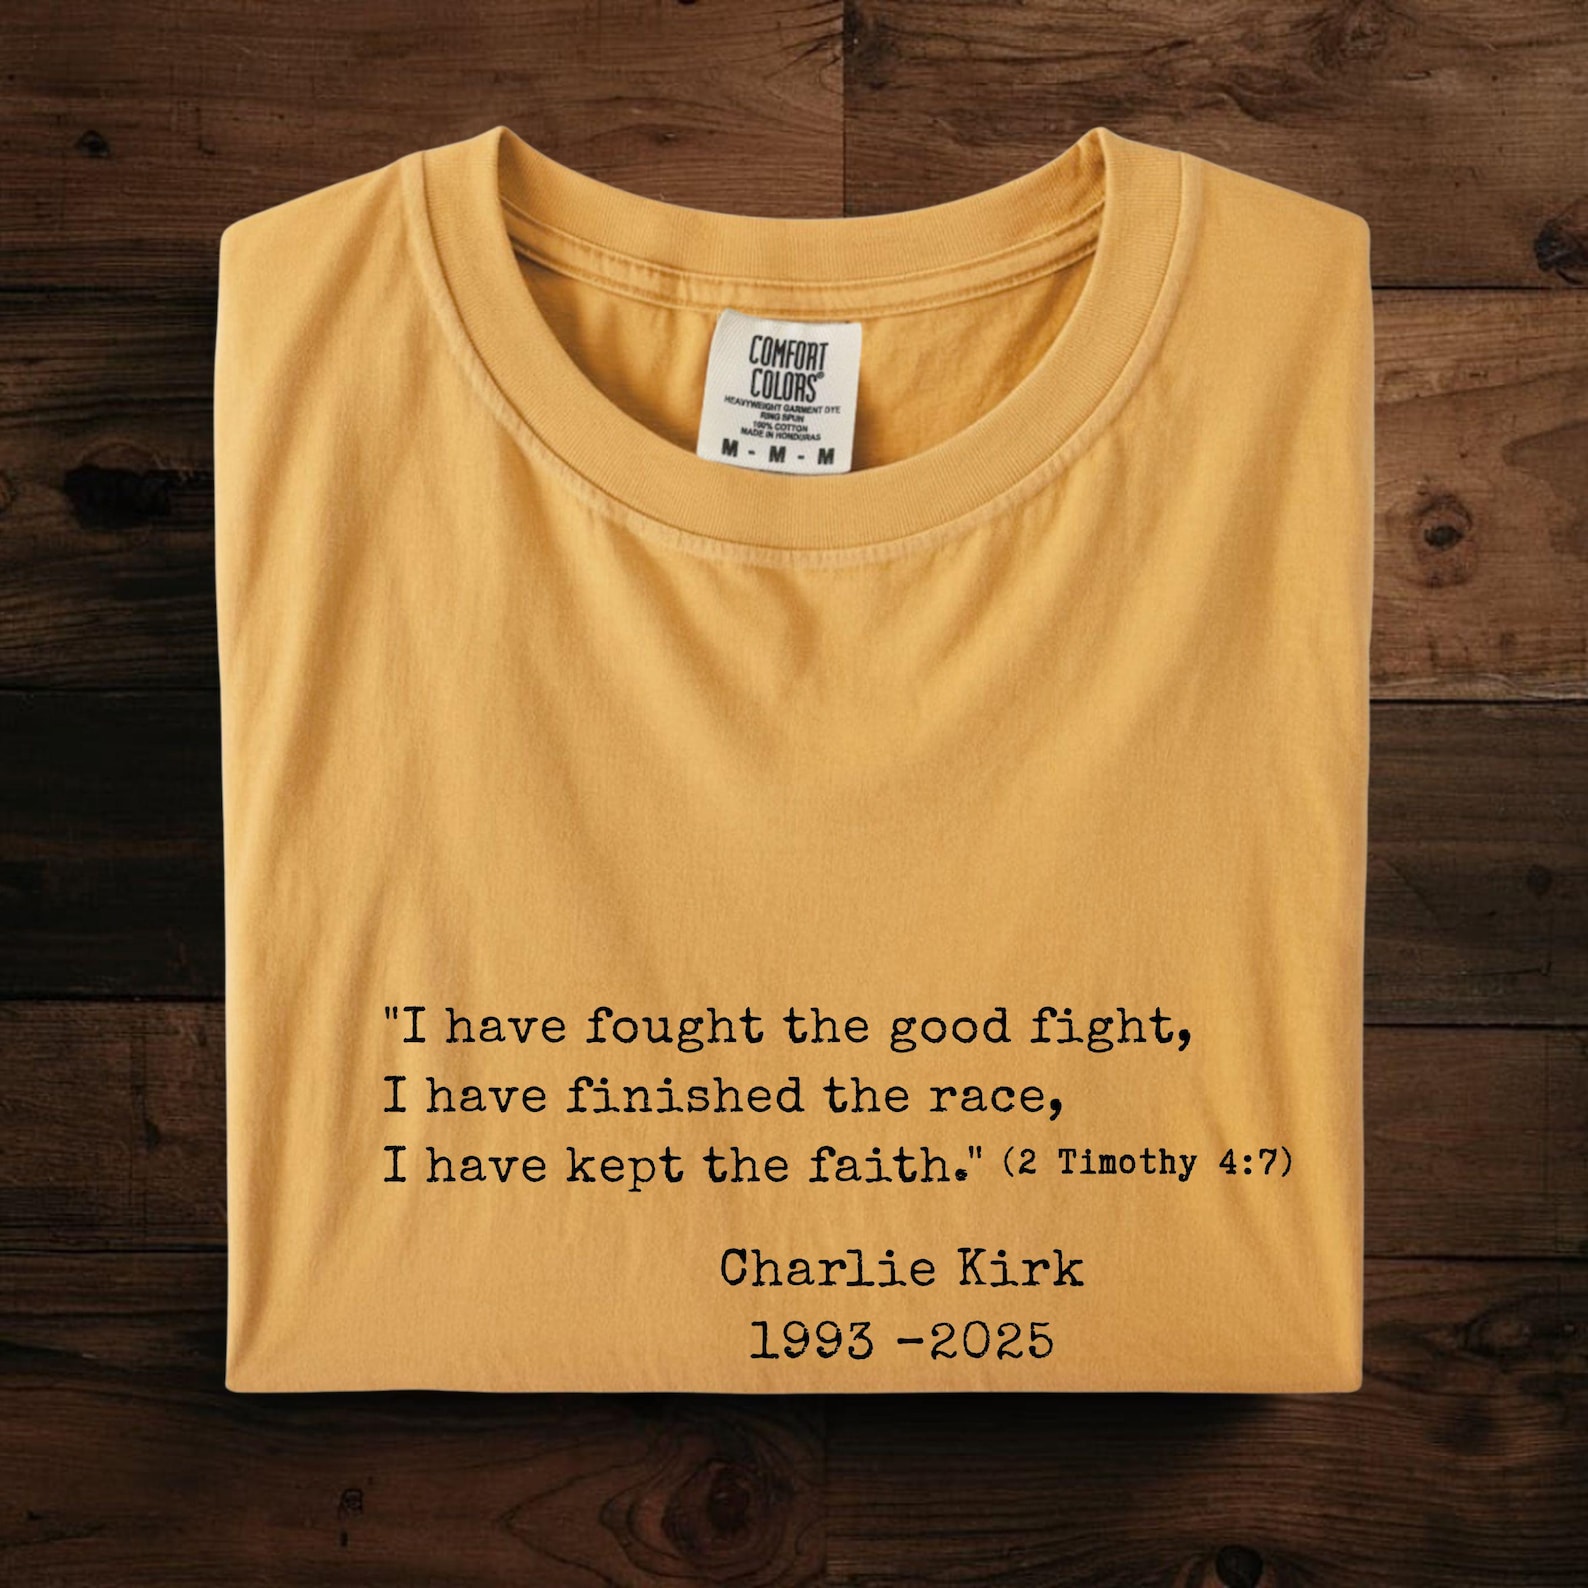 COMFORT
COLORS®
HEAVYWEIGHT GARMENT DYE
RING SPUN
100% COTTON
MADE IN HONDURAS
M - M - M
"I have fought the good fight,
I have finished the race,
I have kept the faith." (2 Timothy 4:7)
Charlie Kirk
1993 -2025